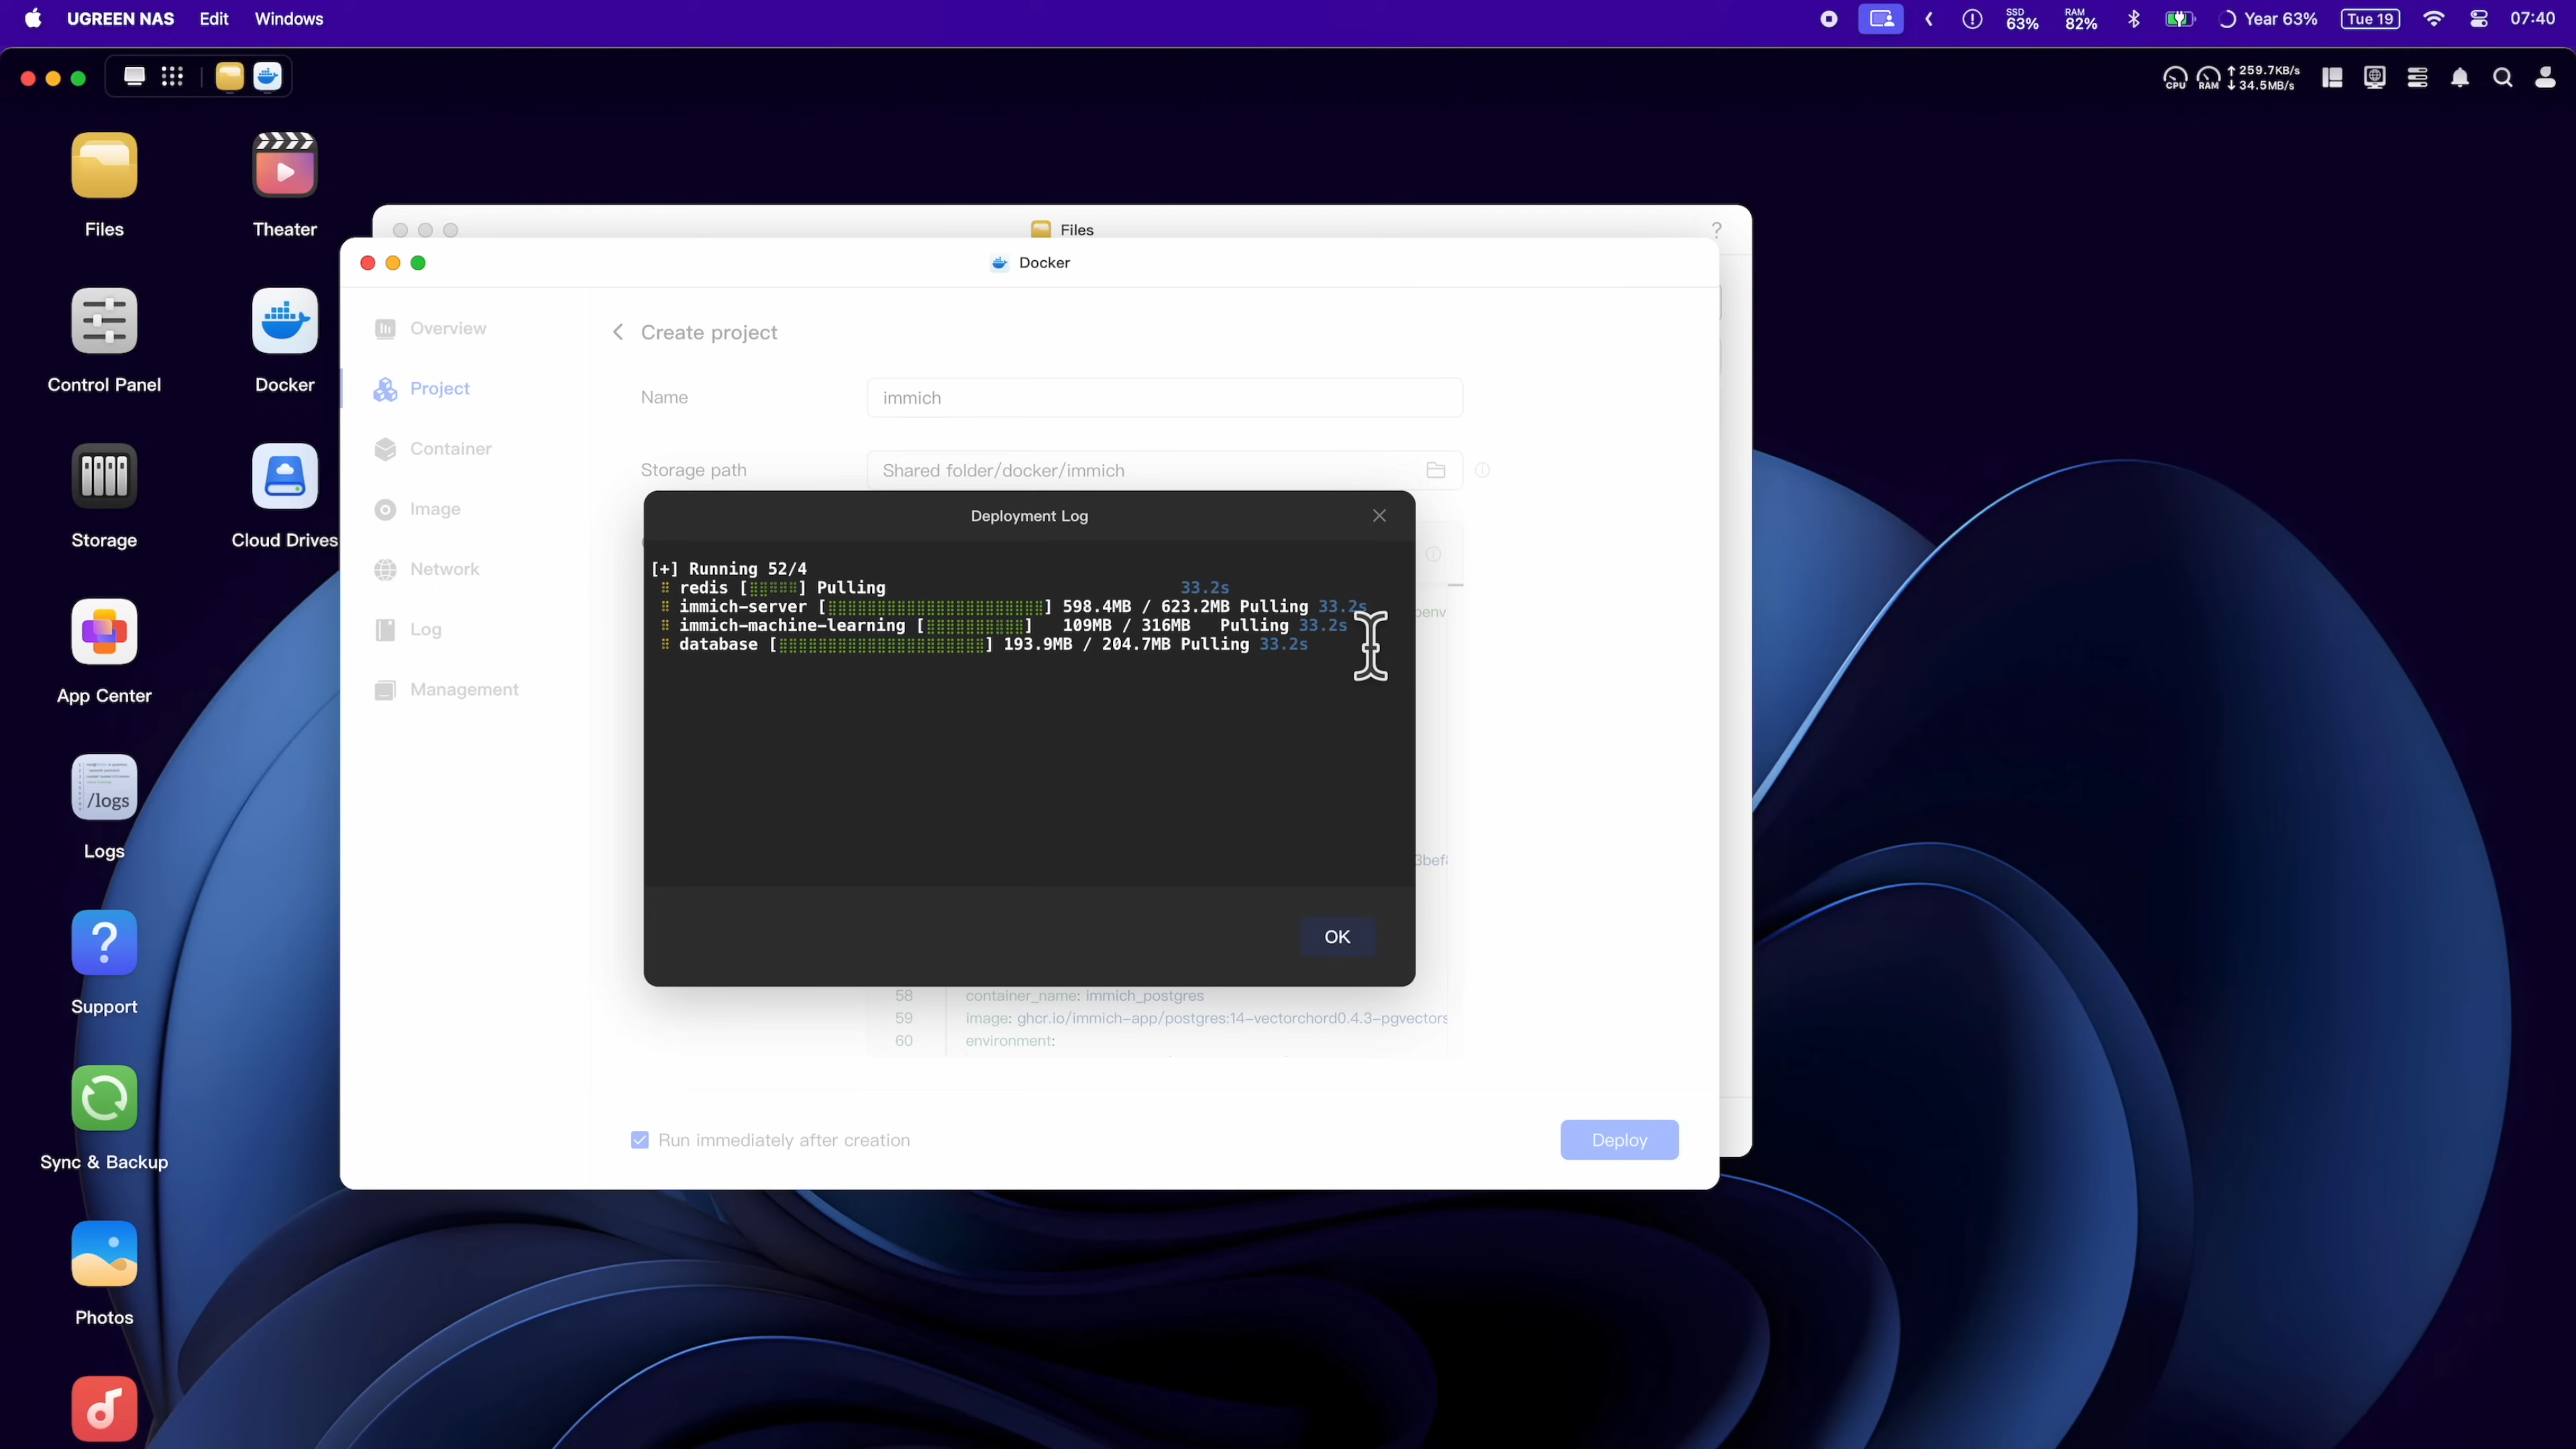 UGREEN NAS Edit Windows
SSD 63% RAM 82% Year 63% Tue 19 07:40
CPU RAM 259.7KB/s
34.5MB/s
Files
Theater
Control Panel
Docker
Storage
Cloud Drives
App Center
/logs
Logs
Support
Sync & Backup
Photos
Files
?
Docker
Overview
Project
Container
Image
Network
Log
Management
Create project
Name
immich
Storage path
Shared folder/docker/immich
Deployment Log
[+] Running 52/4
redis [] Pulling 33.2s
immich-server [] 598.4MB / 623.2MB Pulling 33.2s
immich-machine-learning [] 109MB / 316MB Pulling 33.2s
database [] 193.9MB / 204.7MB Pulling 33.2s
OK
58 container_name: immich_postgres
59 image: ghcr.io/immich-app/postgres:14-vectorchord0.4.3-pgvectors
60 environment:
Run immediately after creation
Deploy